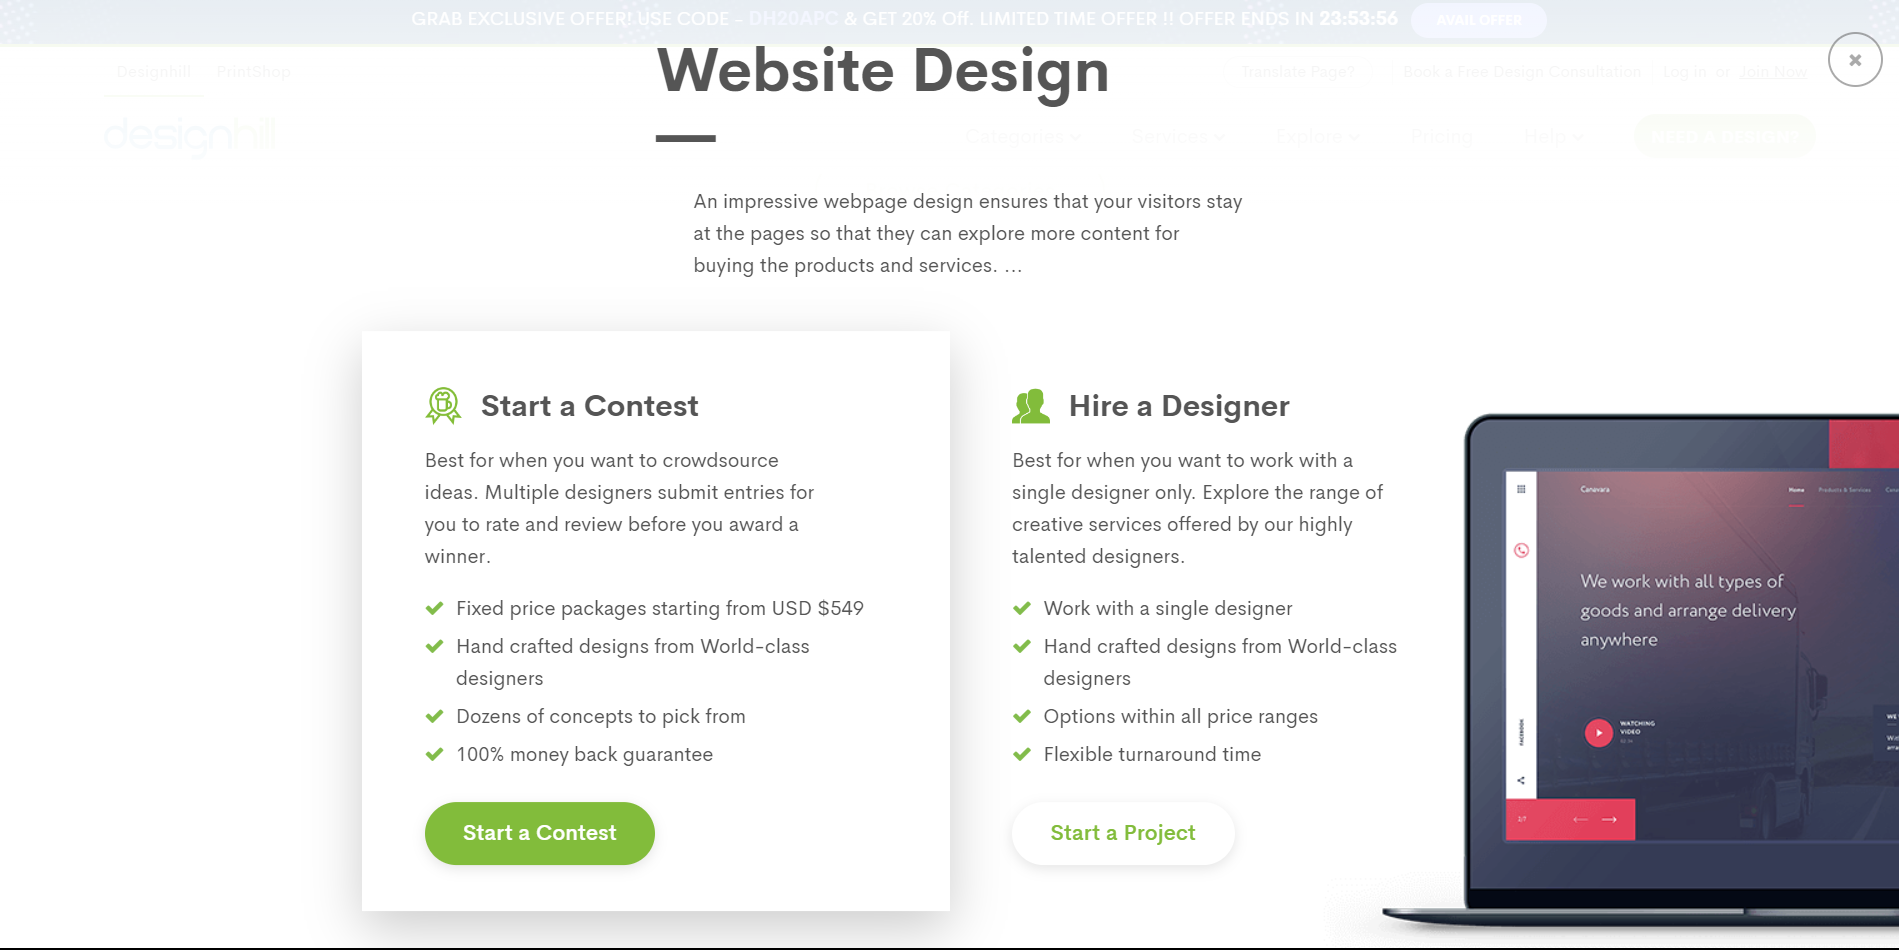 GRAB EXCLUSIVE OFFER! USE CODE - DH20APC & GET 20% Off. LIMITED TIME OFFER !! OFFER ENDS IN 23:53:56 AVAIL OFFER
Designhill PrintShop
Translate Page? Book a Free Design Consultation Log in or Join Now
Website Design
designhill
Categories Services Explore Pricing Help NEED A DESIGN?
An impressive webpage design ensures that your visitors stay
at the pages so that they can explore more content for
buying the products and services. ...
Start a Contest
Best for when you want to crowdsource
ideas. Multiple designers submit entries for
you to rate and review before you award a
winner.
Fixed price packages starting from USD $549
Hand crafted designs from World-class
designers
Dozens of concepts to pick from
100% money back guarantee
Start a Contest
Hire a Designer
Best for when you want to work with a
single designer only. Explore the range of
creative services offered by our highly
talented designers.
Work with a single designer
Hand crafted designs from World-class
designers
Options within all price ranges
Flexible turnaround time
Start a Project
Canovara
Home Products & Services
We work with all types of
goods and arrange delivery
anywhere
WATCHING
VIDEO
FACEBOOK
2/7